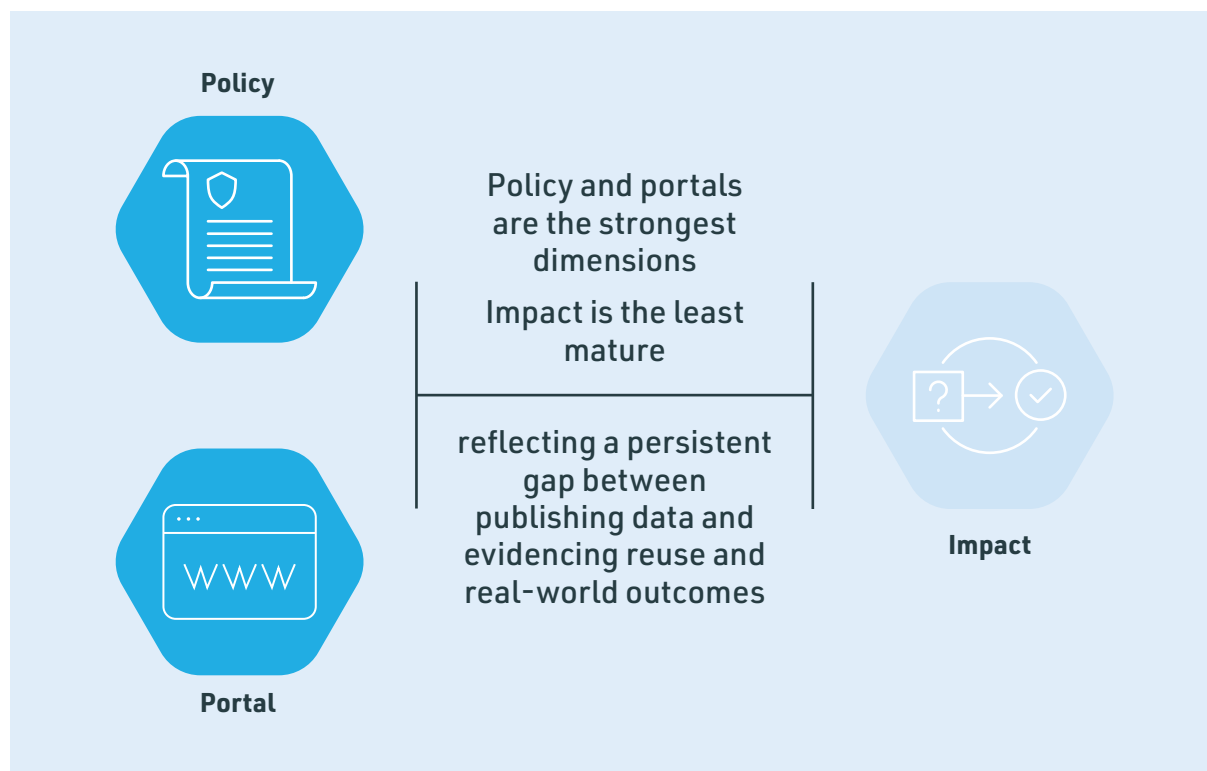 Policy
Policy and portals
are the strongest
dimensions
Impact is the least
mature
reflecting a persistent
gap between
publishing data and
evidencing reuse and
real-world outcomes
?
Impact
WWW
Portal